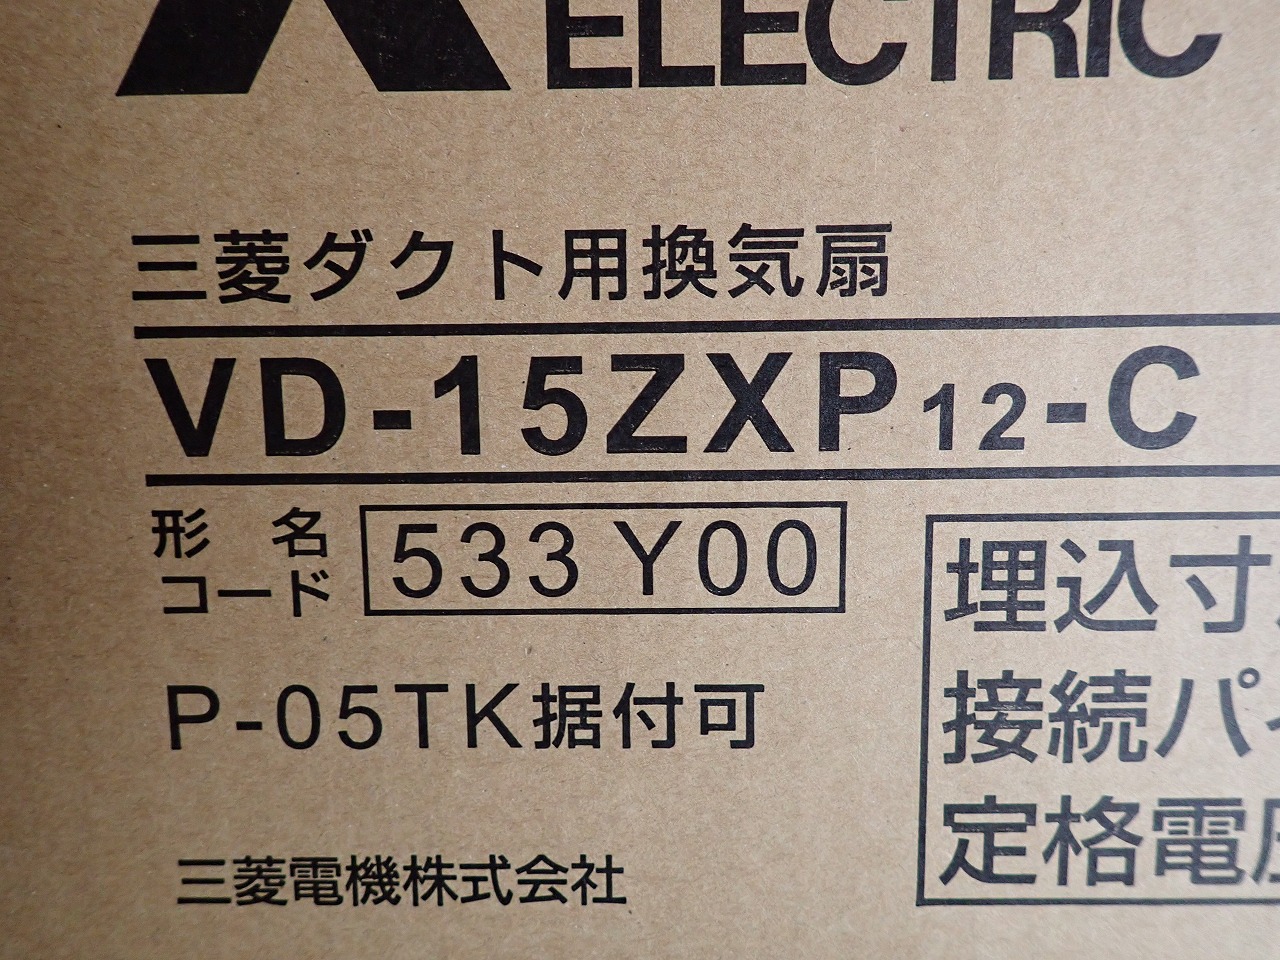 ELECTRIC
三菱ダクト用換気扇
VD-15ZXP12-C
形名コード 533 Y00
P-05TK据付可
三菱電機株式会社
埋込寸
接続パ
定格電圧